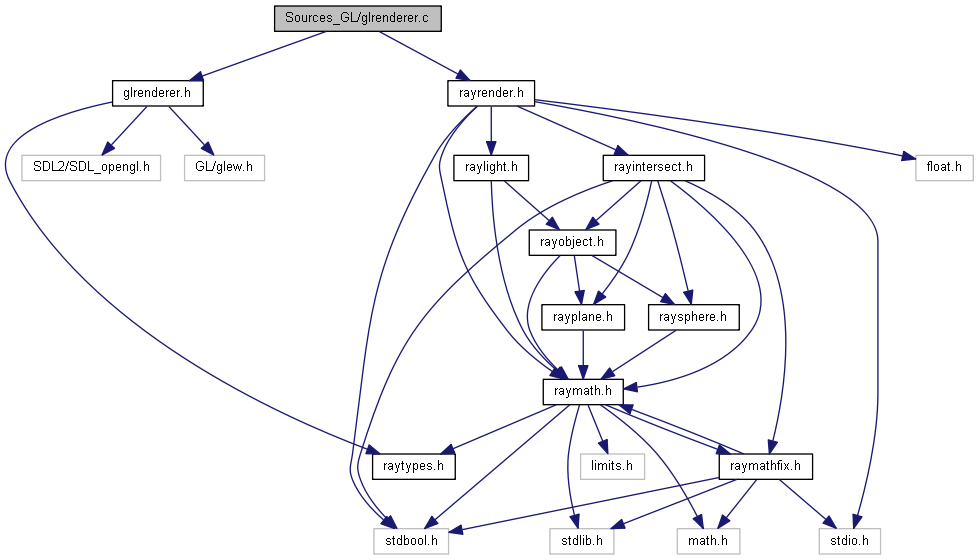 Sources_GL/glrenderer.c
glrenderer.h
rayrender.h
SDL2/SDL_opengl.h
GL/glew.h
raylight.h
rayintersect.h
float.h
rayobject.h
rayplane.h
raysphere.h
raymath.h
raytypes.h
limits.h
raymathfix.h
stdbool.h
stdlib.h
math.h
stdio.h